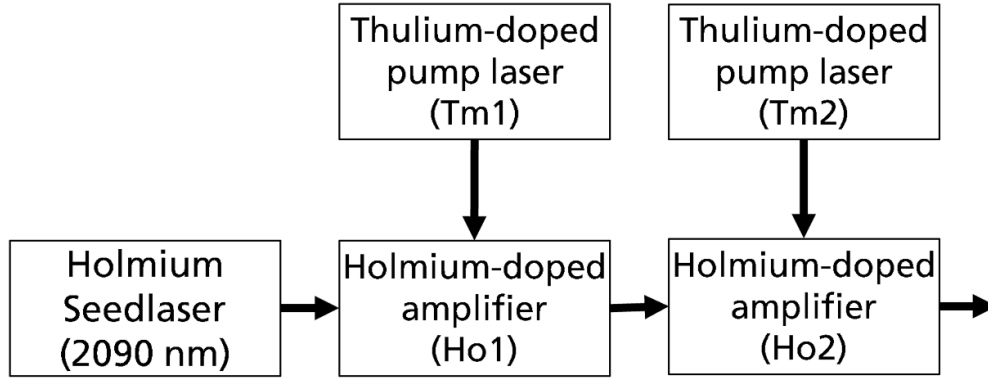 Thulium-doped
pump laser
(Tm1)
Thulium-doped
pump laser
(Tm2)
Holmium
Seedlaser
(2090 nm)
Holmium-doped
amplifier
(Ho1)
Holmium-doped
amplifier
(Ho2)